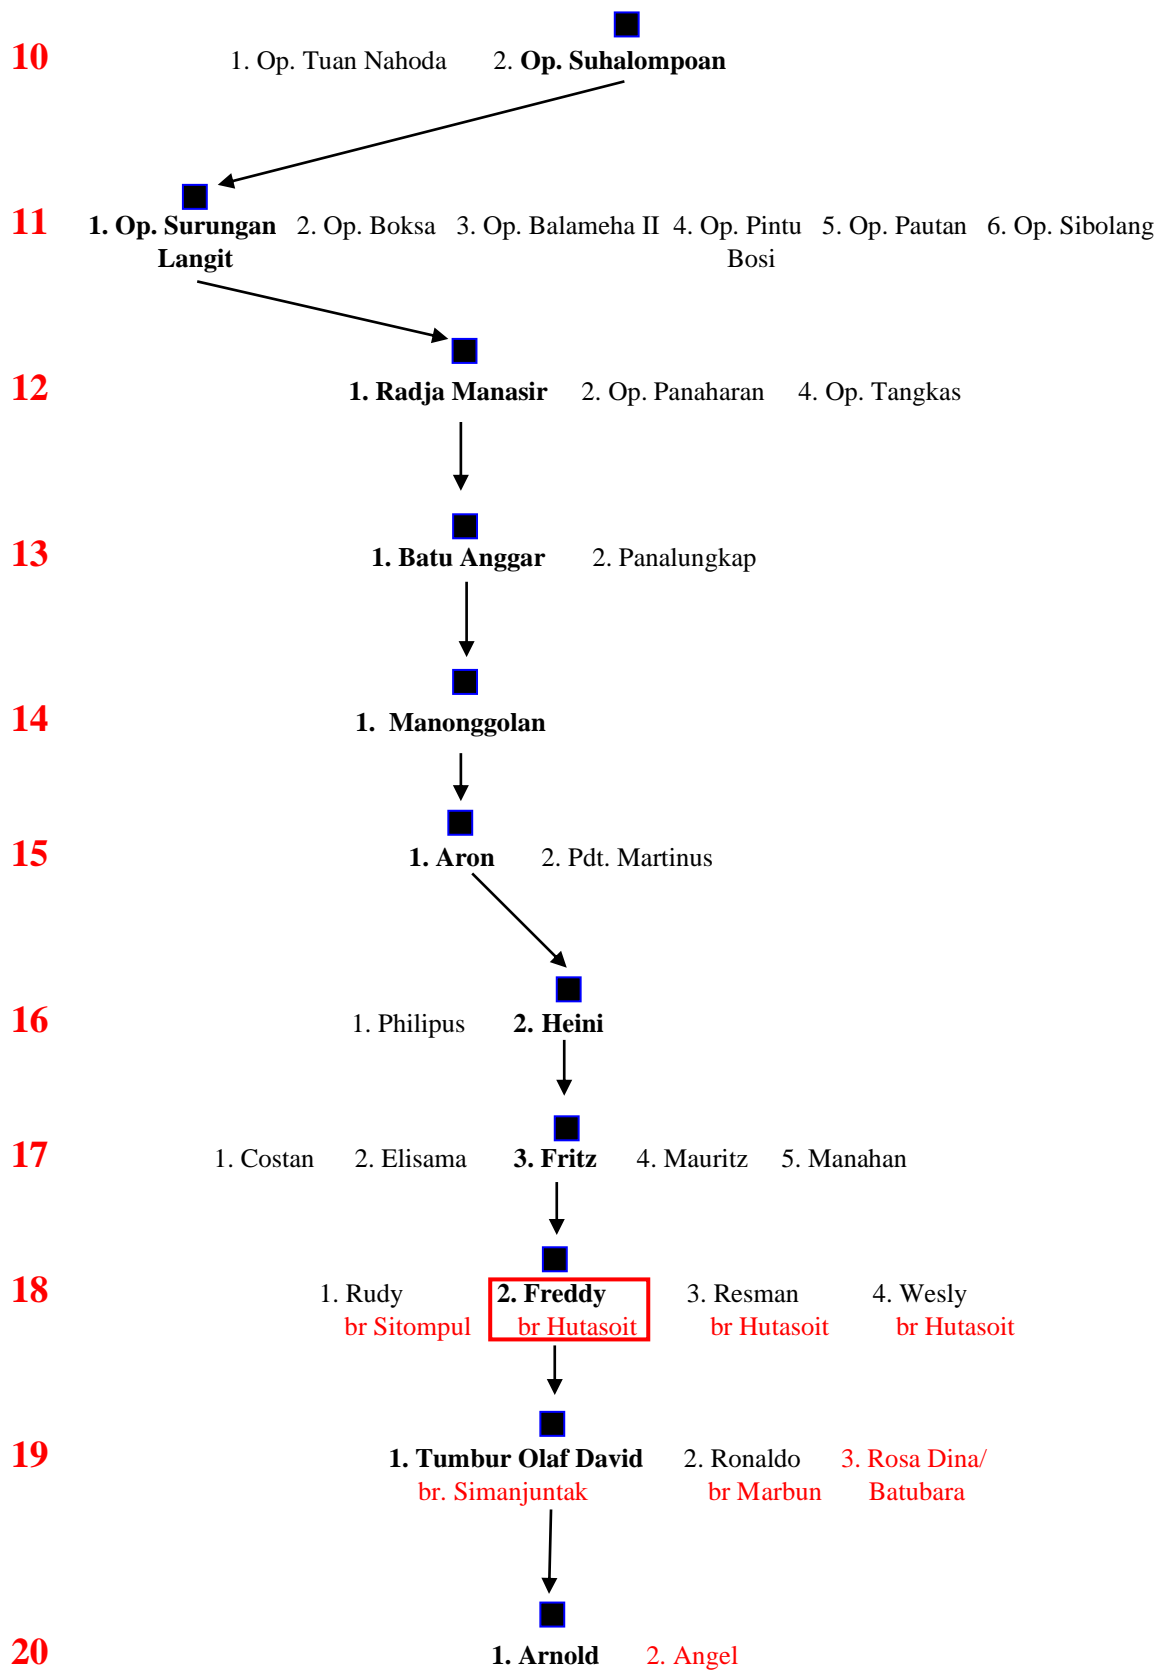 10 1. Op. Tuan Nahoda 2. Op. Suhalompoan
11 1. Op. Surungan 2. Op. Boksa 3. Op. Balameha II 4. Op. Pintu 5. Op. Pautan 6. Op. Sibolang
Langit Bosi
12 1. Radja Manasir 2. Op. Panaharan 4. Op. Tangkas
13 1. Batu Anggar 2. Panalungkap
14 1. Manonggolan
15 1. Aron 2. Pdt. Martinus
16 1. Philipus 2. Heini
17 1. Costan 2. Elisama 3. Fritz 4. Mauritz 5. Manahan
18 1. Rudy 2. Freddy 3. Resman 4. Wesly
br Sitompul br Hutasoit br Hutasoit br Hutasoit
19 1. Tumbur Olaf David 2. Ronaldo 3. Rosa Dina/
br. Simanjuntak br Marbun Batubara
20 1. Arnold 2. Angel